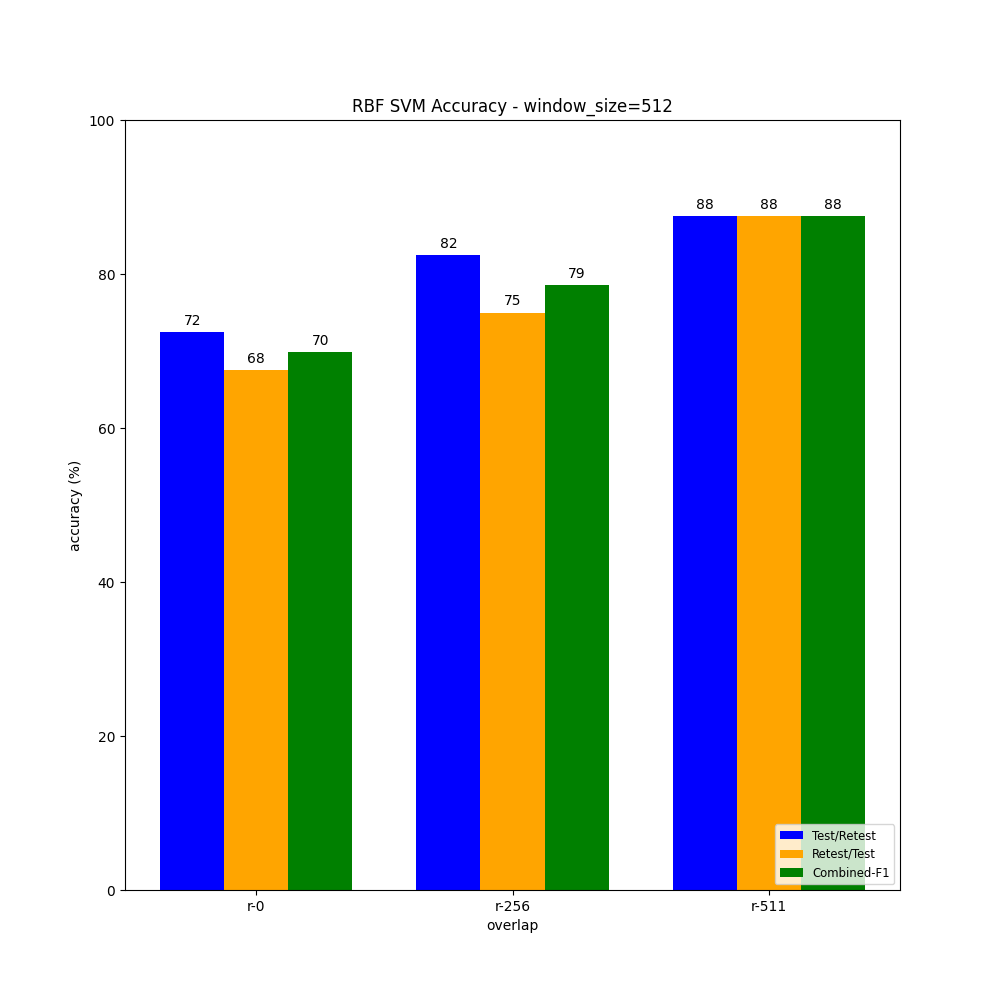 RBF SVM Accuracy - window_size=512
100
80
60
40
20
0
accuracy (%)
72
68
70
82
75
79
88
88
88
r-0
r-256
r-511
overlap
Test/Retest
Retest/Test
Combined-F1